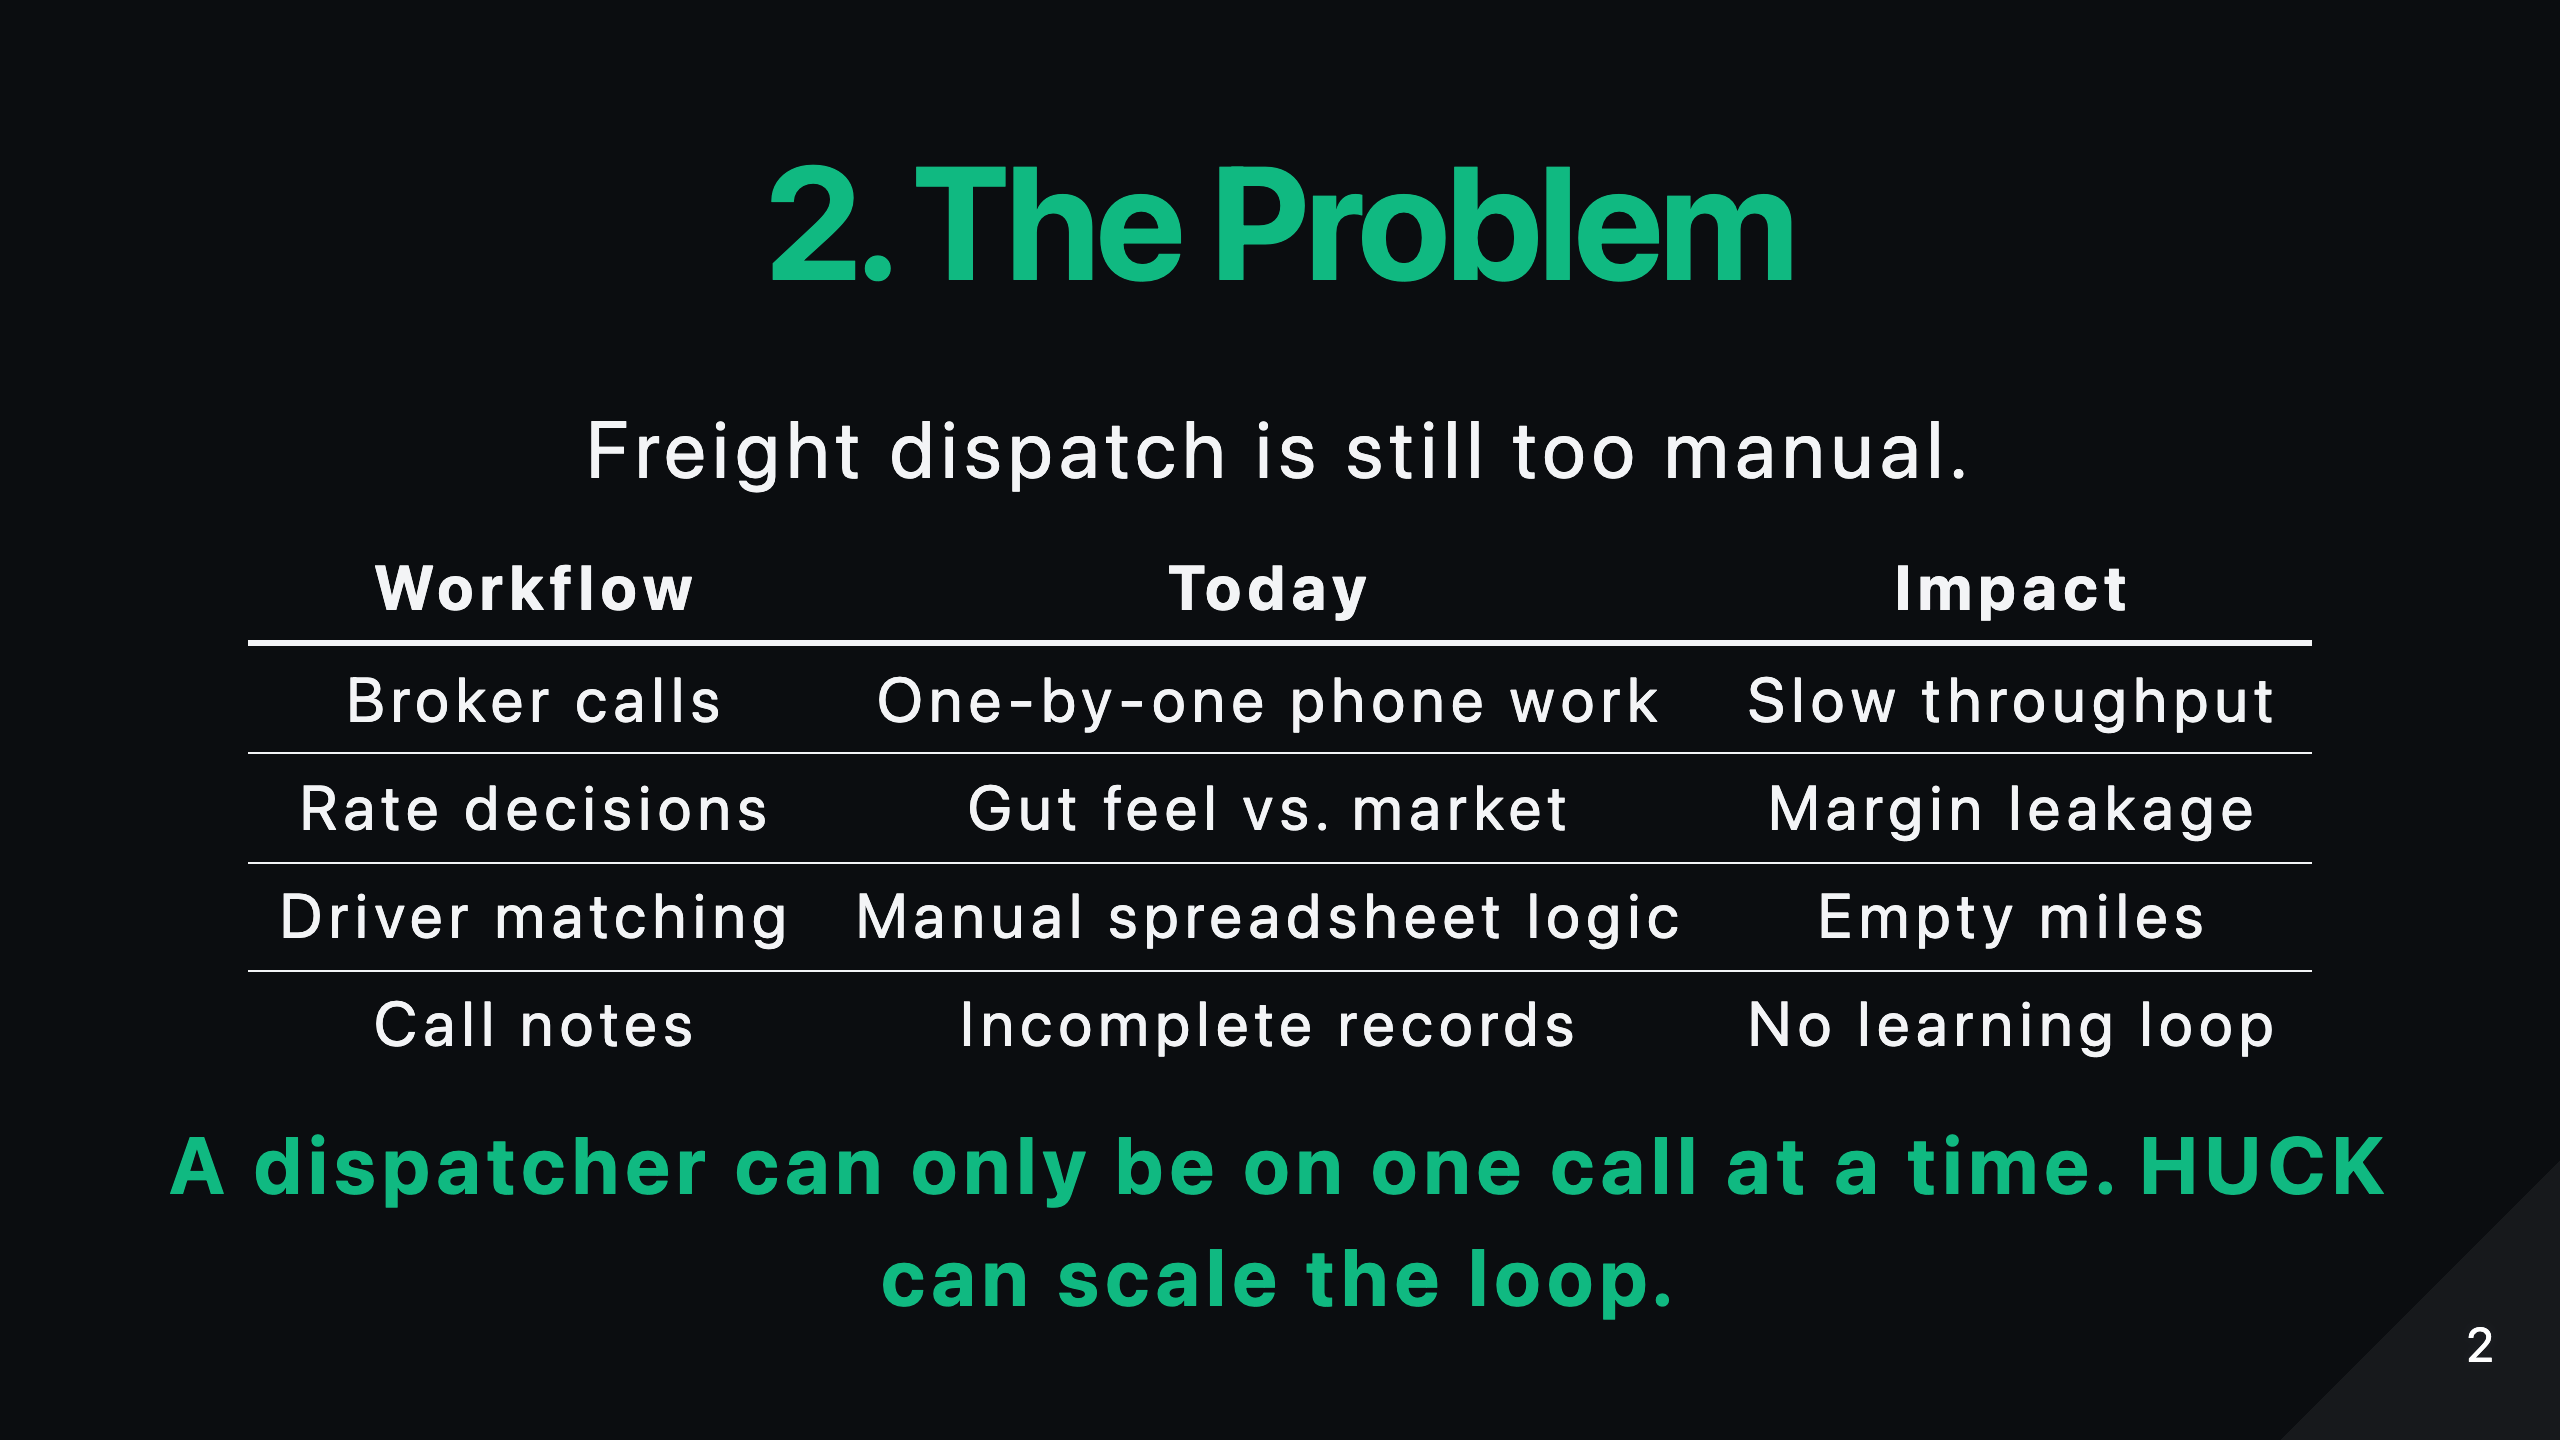 2. The Problem
Freight dispatch is still too manual.
Workflow Today Impact
Broker calls One-by-one phone work Slow throughput
Rate decisions Gut feel vs. market Margin leakage
Driver matching Manual spreadsheet logic Empty miles
Call notes Incomplete records No learning loop
A dispatcher can only be on one call at a time. HUCK
can scale the loop.
2